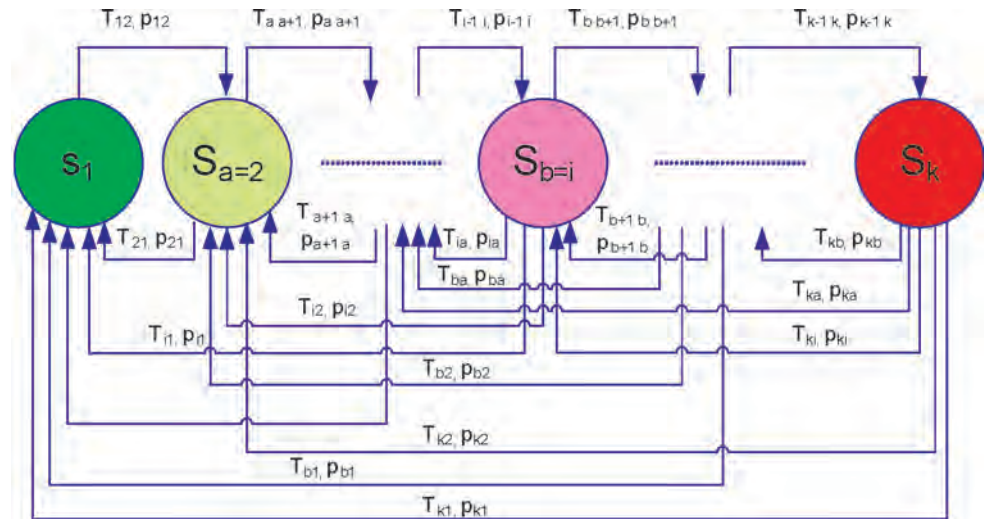 T12, p12 Ta a+1, pa a+1 Ti-1 i, pi-1 i Tb b+1, pb b+1 Tk-1 k, pk-1 k
S1 Sa=2 Sb=i Sk
T21, p21 Ta+1 a, pa+1 a Tia, pia Tb+1 b, pb+1 b Tkb, pkb
Tba, pba Tka, pka
Ti2, pi2
Ti1, pi1 Tki, pki
Tb2, pb2
Tk2, pk2
Tb1, pb1
Tk1, pk1